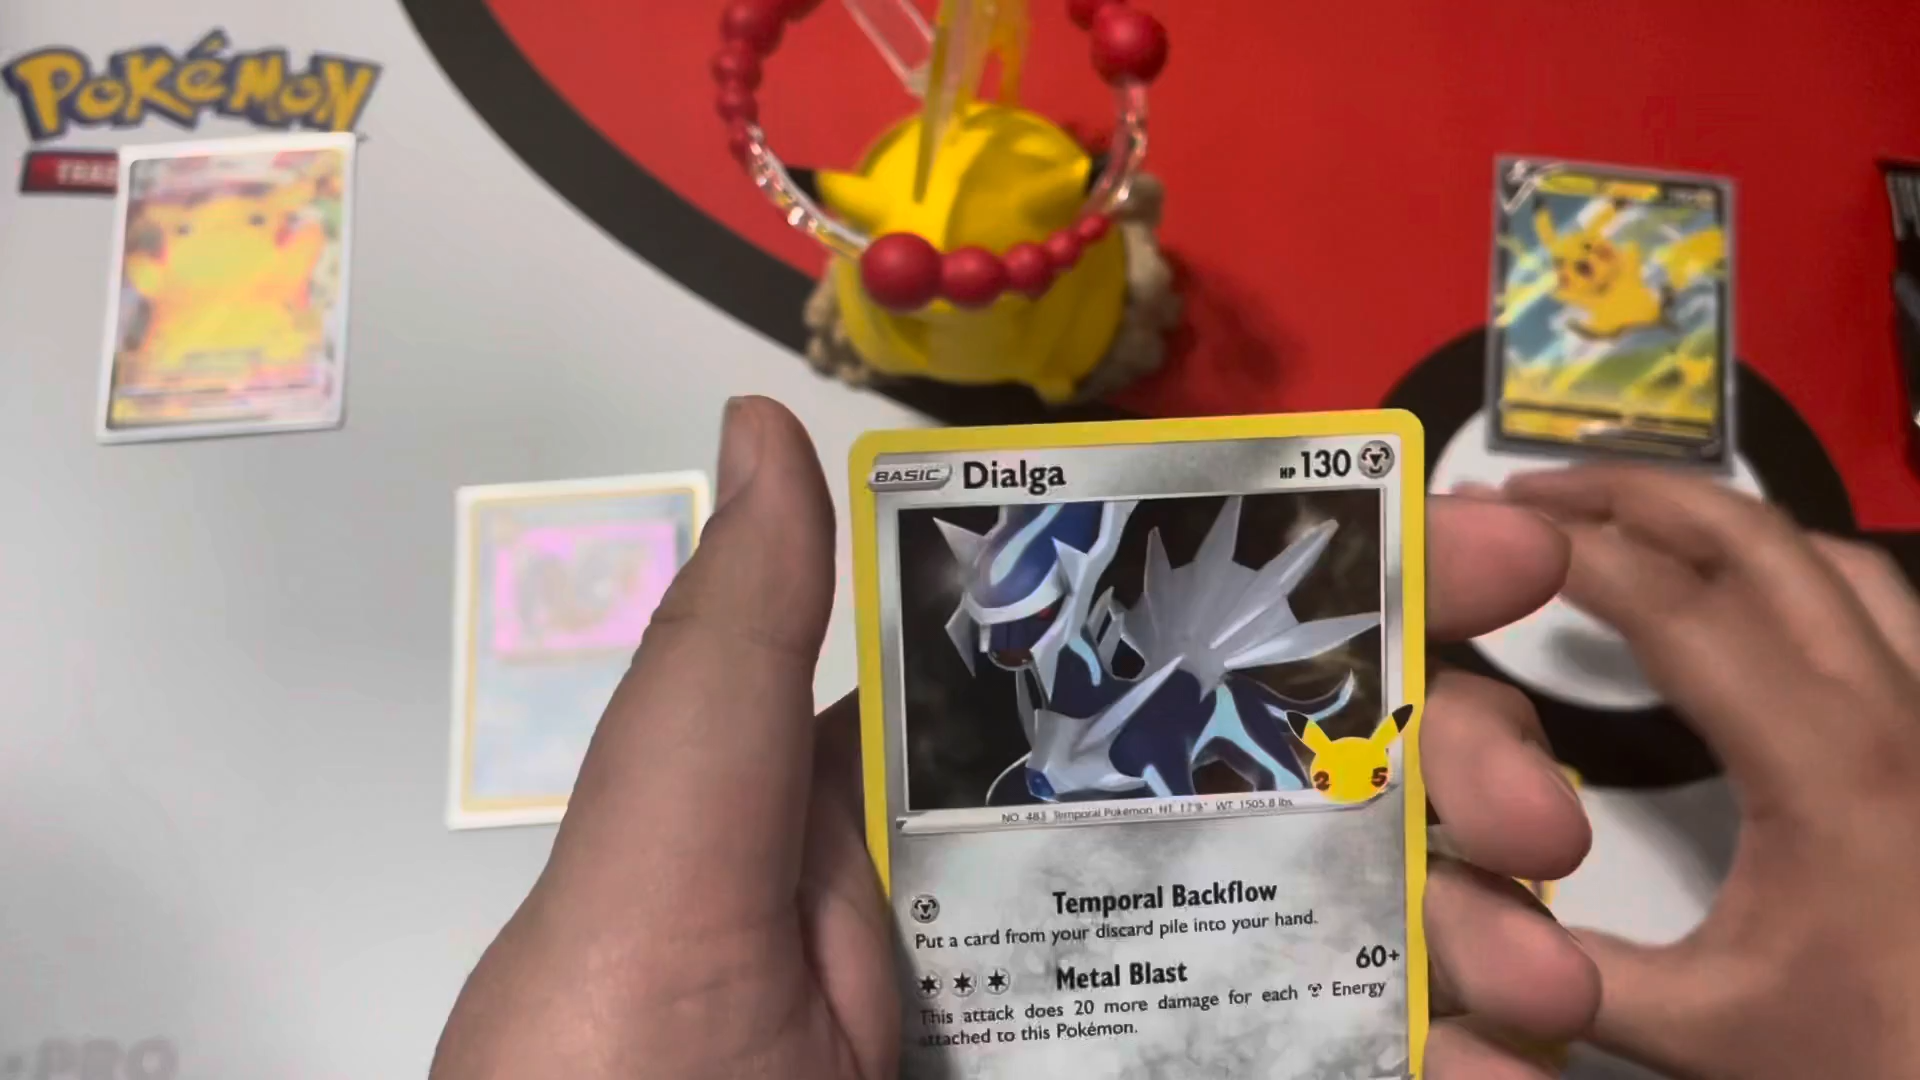 POKéMON
TRAD
BASIC Dialga HP 130
25
NO. 483 Temporal Pokémon HT 17'9" WT 1505.8 lbs
Temporal Backflow
Put a card from your discard pile into your hand.
Metal Blast 60+
This attack does 20 more damage for each Energy
attached to this Pokémon.
-PRO